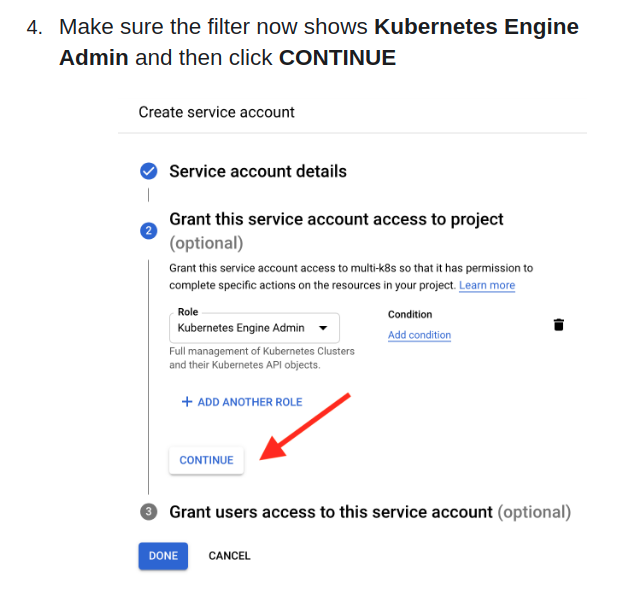 4. Make sure the filter now shows Kubernetes Engine
Admin and then click CONTINUE
Create service account
Service account details
2 Grant this service account access to project
(optional)
Grant this service account access to multi-k8s so that it has permission to
complete specific actions on the resources in your project. Learn more
Role
Kubernetes Engine Admin
Condition
Add condition
Full management of Kubernetes Clusters
and their Kubernetes API objects.
+ ADD ANOTHER ROLE
CONTINUE
3 Grant users access to this service account (optional)
DONE CANCEL